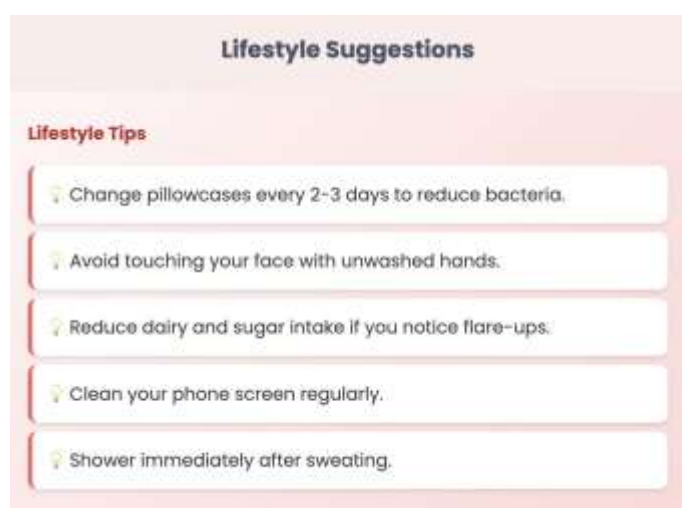 Lifestyle Suggestions
Lifestyle Tips
Change pillowcases every 2-3 days to reduce bacteria.
Avoid touching your face with unwashed hands.
Reduce dairy and sugar intake if you notice flare-ups.
Clean your phone screen regularly.
Shower immediately after sweating.